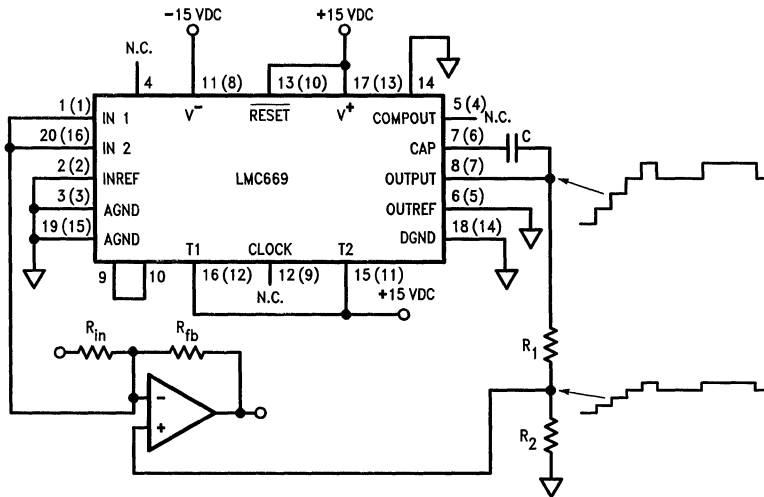 -15 VDC
+15 VDC
N.C.
4
11 (8)
13 (10)
17 (13)
14
1 (1)
IN 1
V-
RESET
V+
COMPOUT
5 (4)
N.C.
20 (16)
IN 2
CAP
7 (6)
C
2 (2)
INREF
LMC669
OUTPUT
8 (7)
3 (3)
AGND
OUTREF
6 (5)
19 (15)
AGND
DGND
18 (14)
T1
CLOCK
T2
9
10
16 (12)
12 (9)
15 (11)
N.C.
+15 VDC
Rin
Rfb
R1
-
+
R2